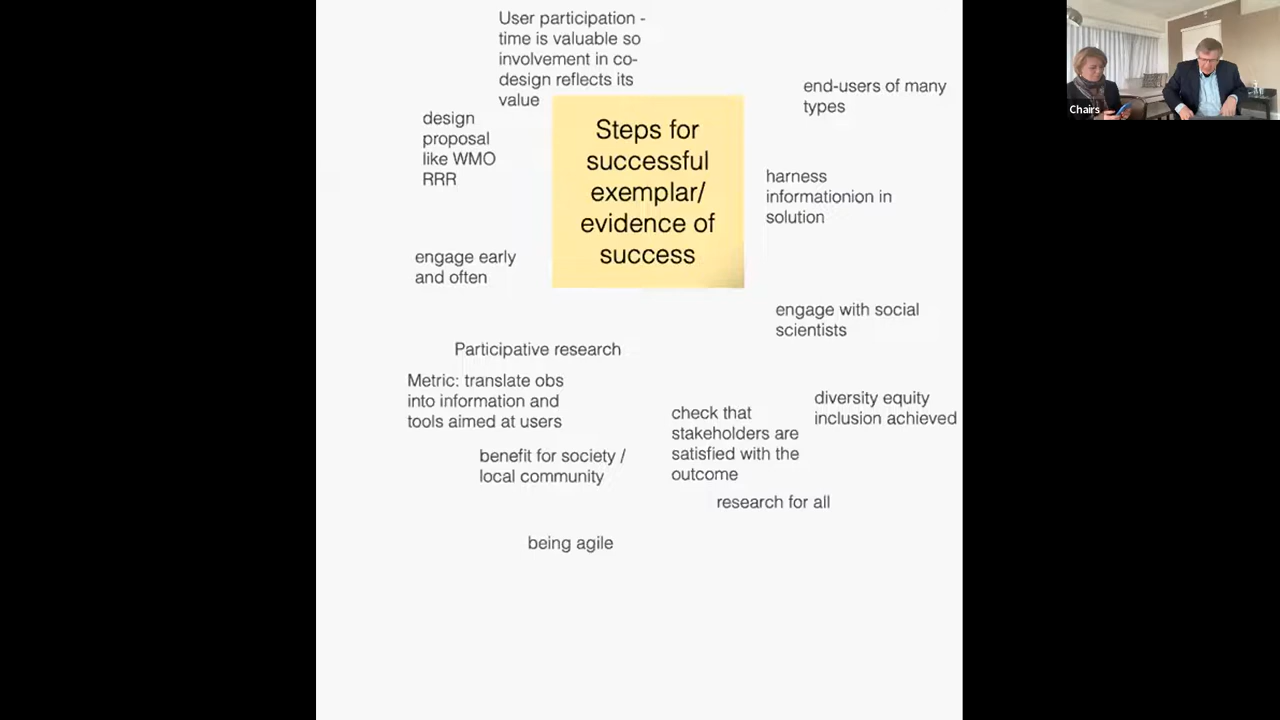 User participation -
time is valuable so
involvement in co-
design reflects its
value
end-users of many
types
design
proposal
like WMO
RRR
Steps for
successful
exemplar/
evidence of
success
harness
informationion in
solution
engage early
and often
engage with social
scientists
Participative research
Metric: translate obs
into information and
tools aimed at users
diversity equity
inclusion achieved
check that
stakeholders are
satisfied with the
outcome
benefit for society /
local community
research for all
being agile
Chairs